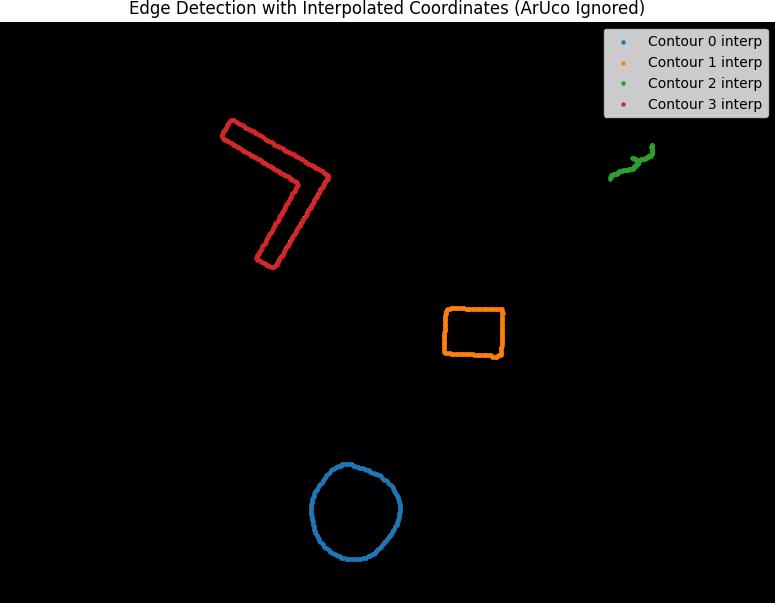 Edge Detection with Interpolated Coordinates (ArUco Ignored)
Contour 0 interp
Contour 1 interp
Contour 2 interp
Contour 3 interp